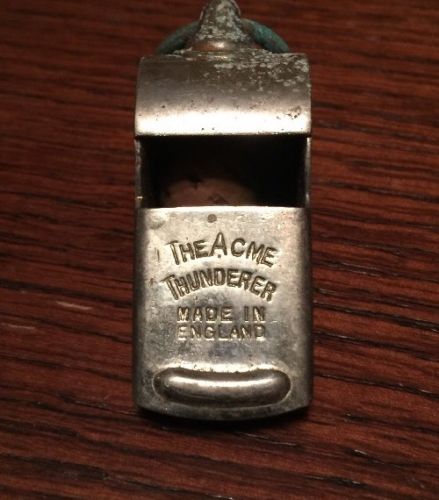 THE ACME
THUNDERER
MADE IN
ENGLAND